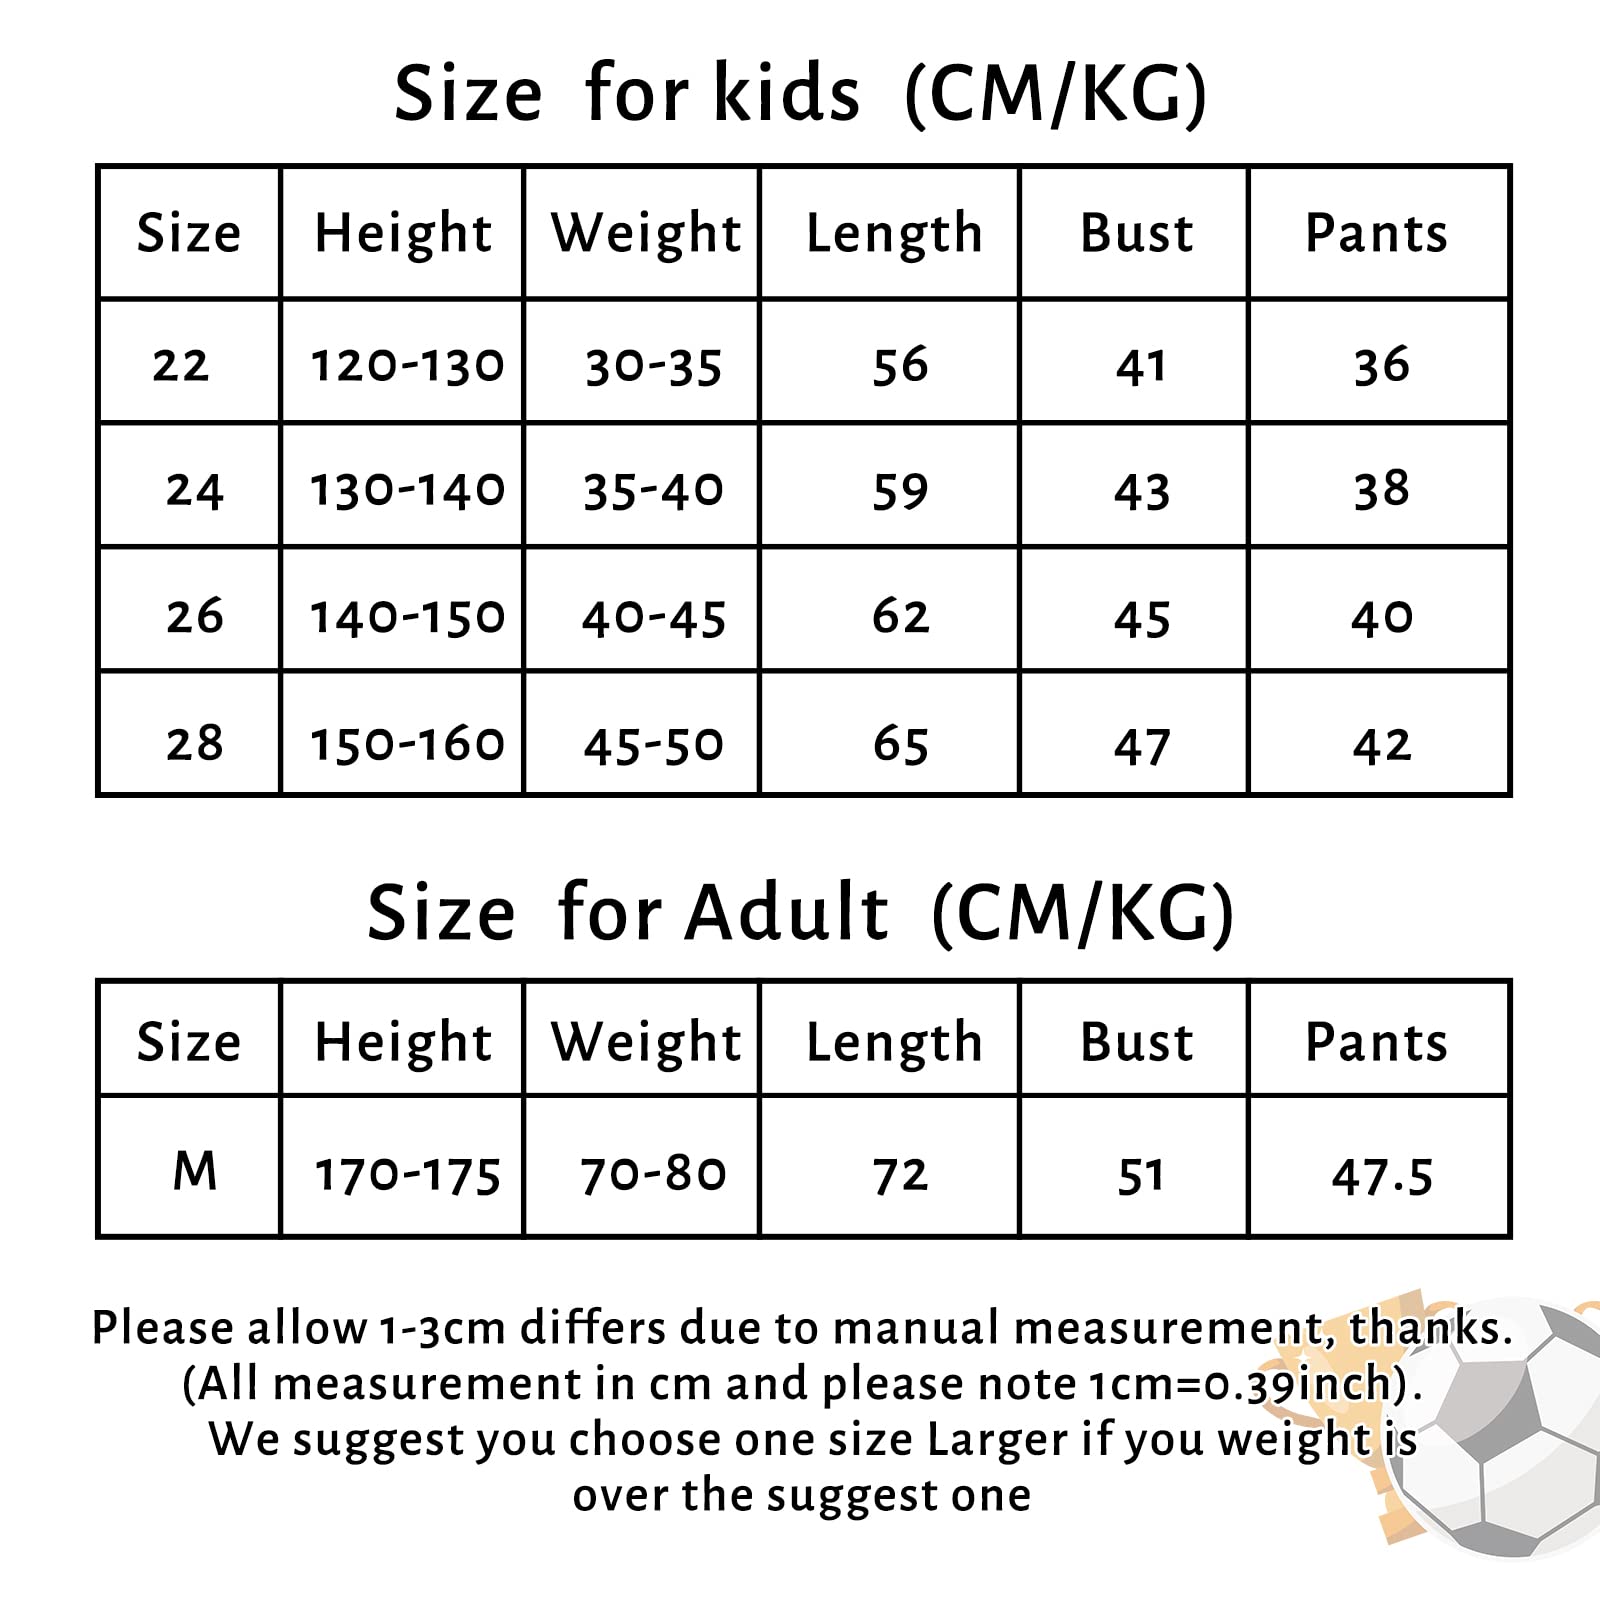 Size for kids (CM/KG)
Size Height Weight Length Bust Pants
22 120-130 30-35 56 41 36
24 130-140 35-40 59 43 38
26 140-150 40-45 62 45 40
28 150-160 45-50 65 47 42
Size for Adult (CM/KG)
Size Height Weight Length Bust Pants
M 170-175 70-80 72 51 47.5
Please allow 1-3cm differs due to manual measurement, thanks.
(All measurement in cm and please note 1cm=0.39inch).
We suggest you choose one size Larger if you weight is
over the suggest one